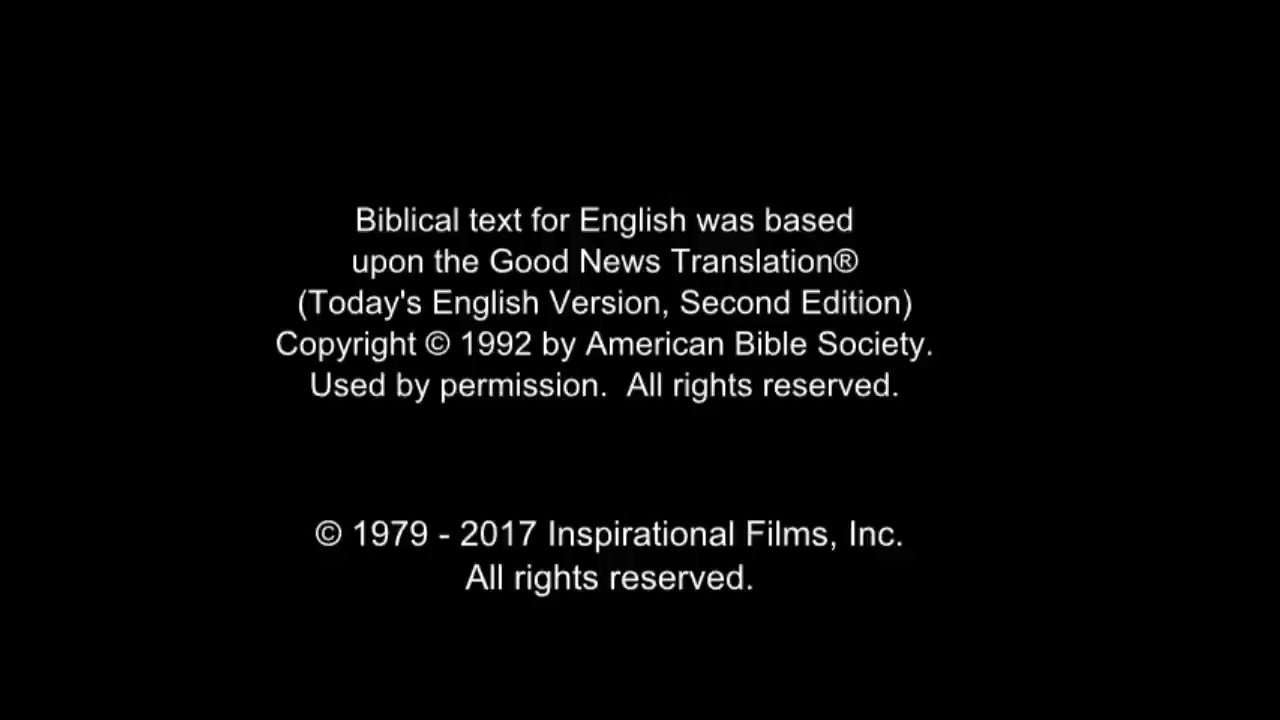 Biblical text for English was based
upon the Good News Translation®
(Today's English Version, Second Edition)
Copyright © 1992 by American Bible Society.
Used by permission.  All rights reserved.
© 1979 - 2017 Inspirational Films, Inc.
All rights reserved.